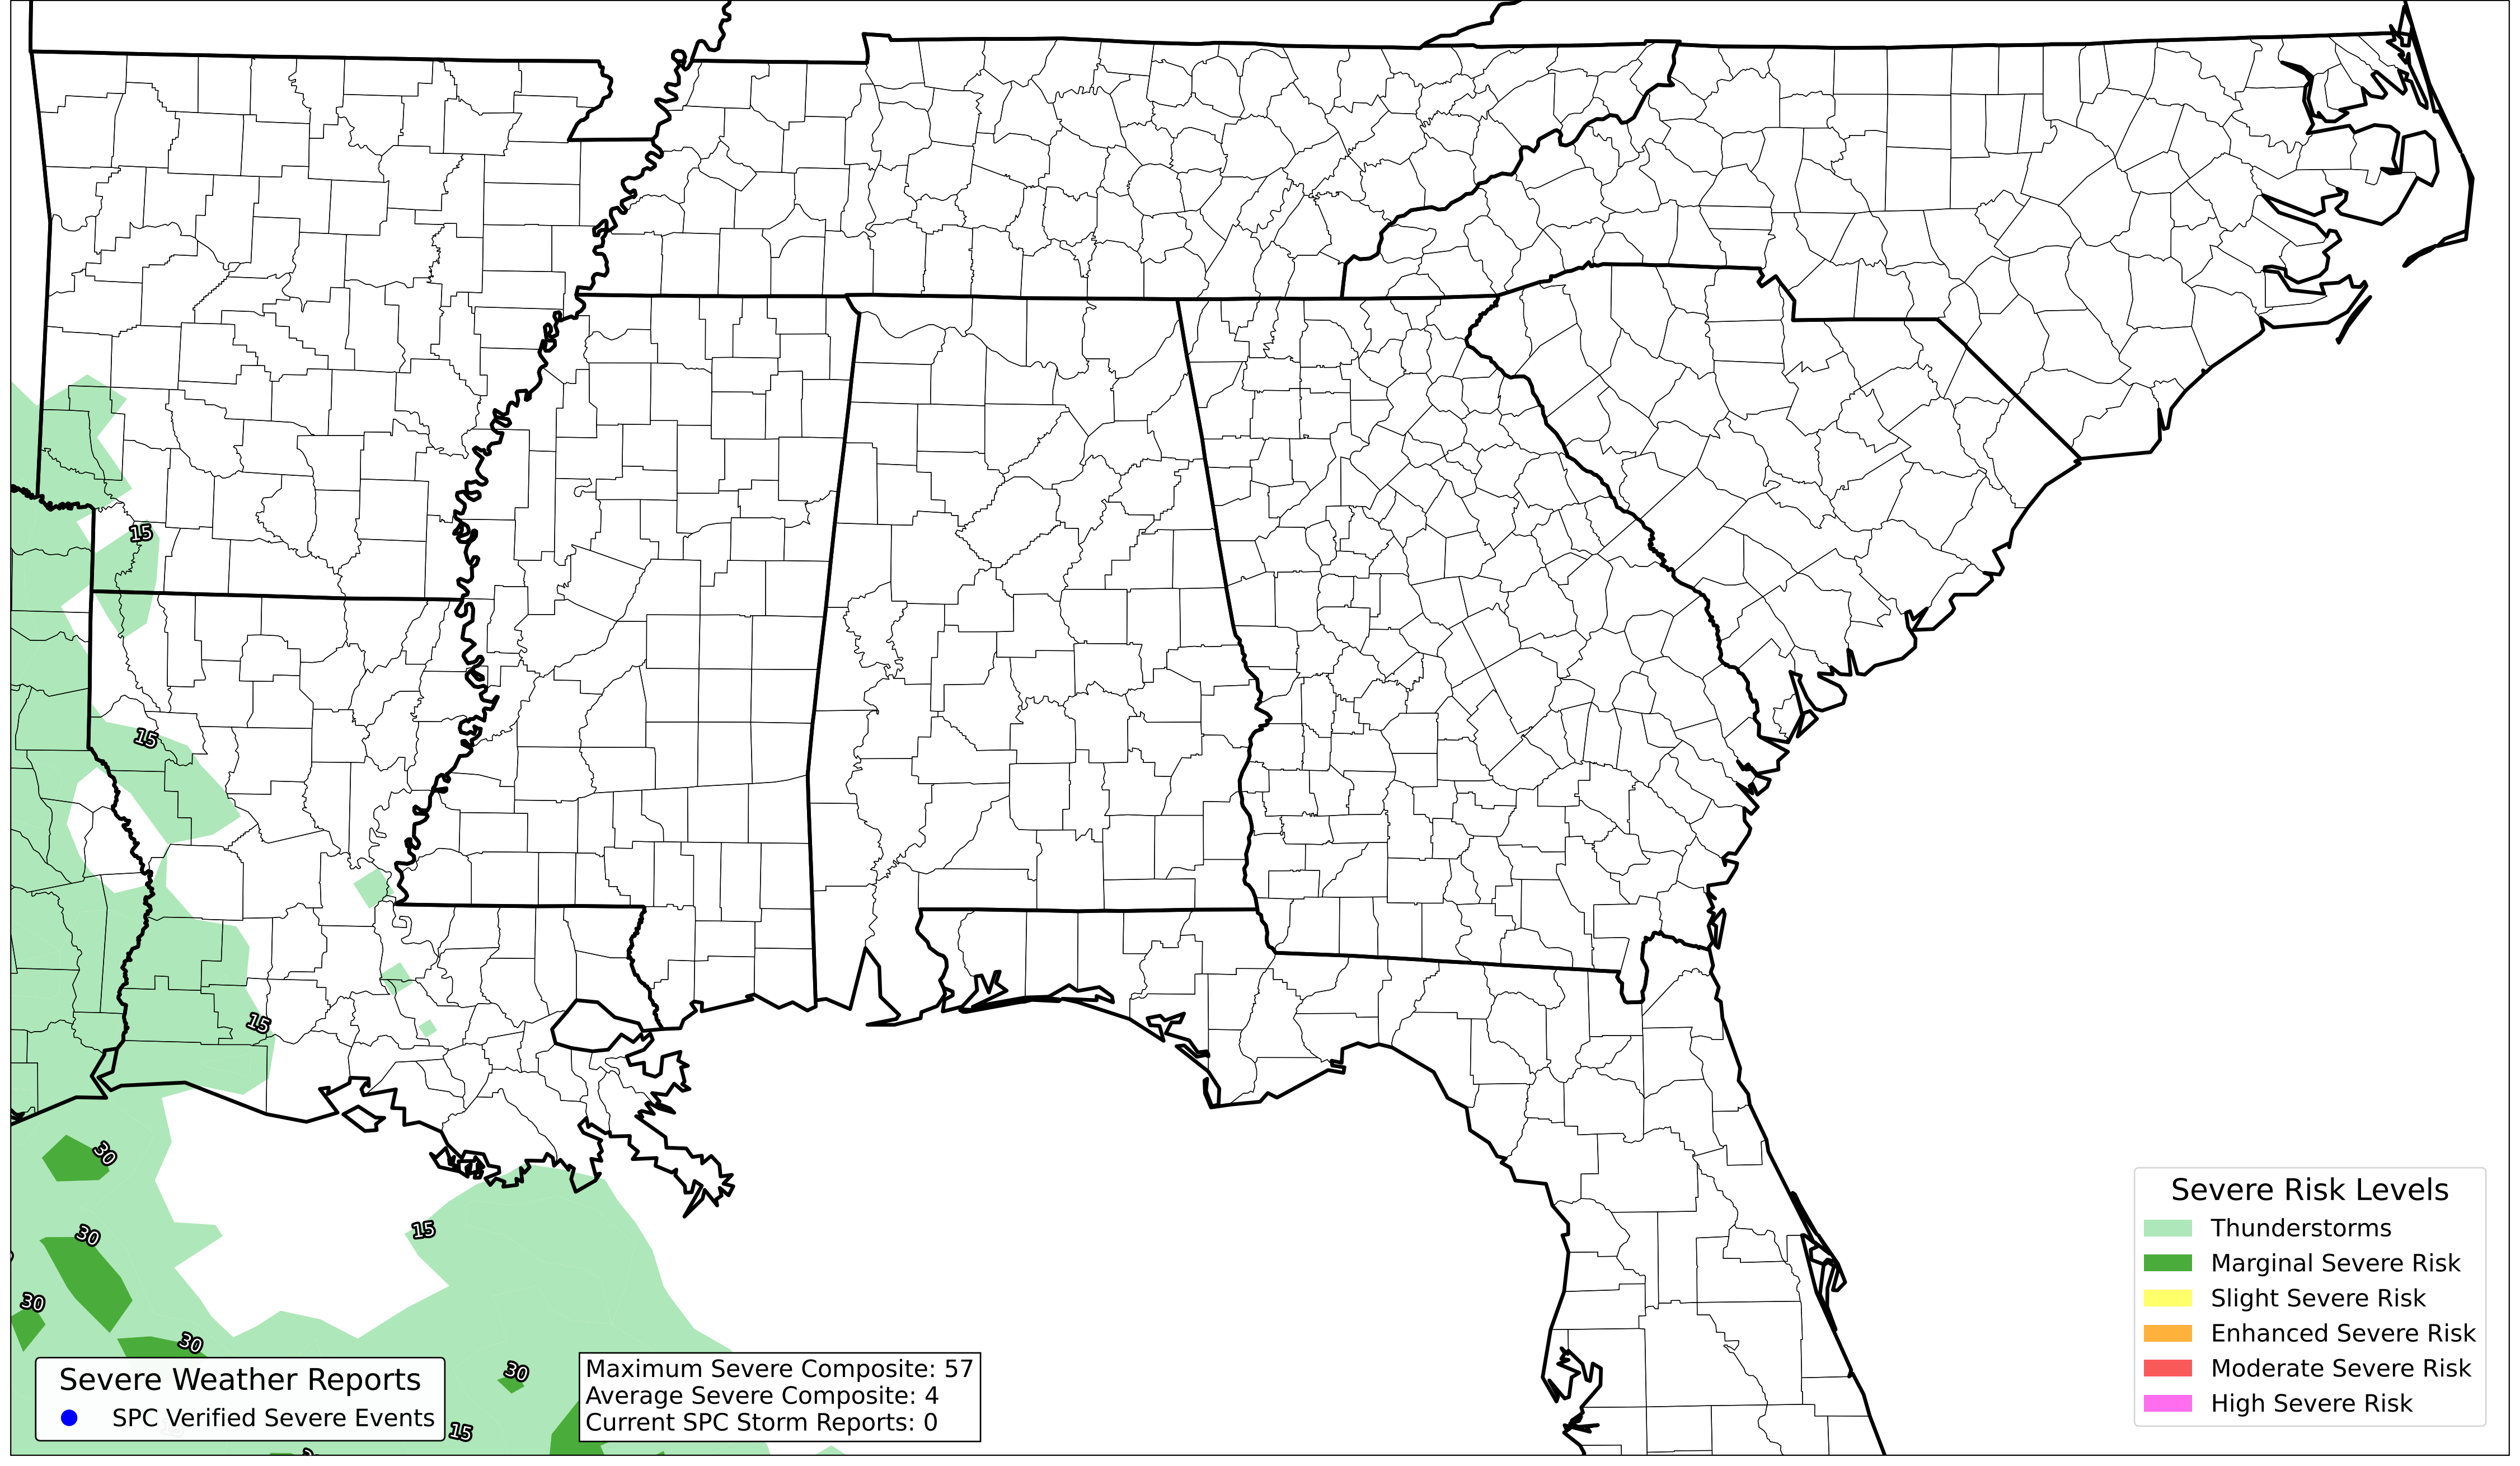 15
15
15
30
30
15
30
30
30
15
Severe Weather Reports
SPC Verified Severe Events
Maximum Severe Composite: 57
Average Severe Composite: 4
Current SPC Storm Reports: 0
Severe Risk Levels
Thunderstorms
Marginal Severe Risk
Slight Severe Risk
Enhanced Severe Risk
Moderate Severe Risk
High Severe Risk